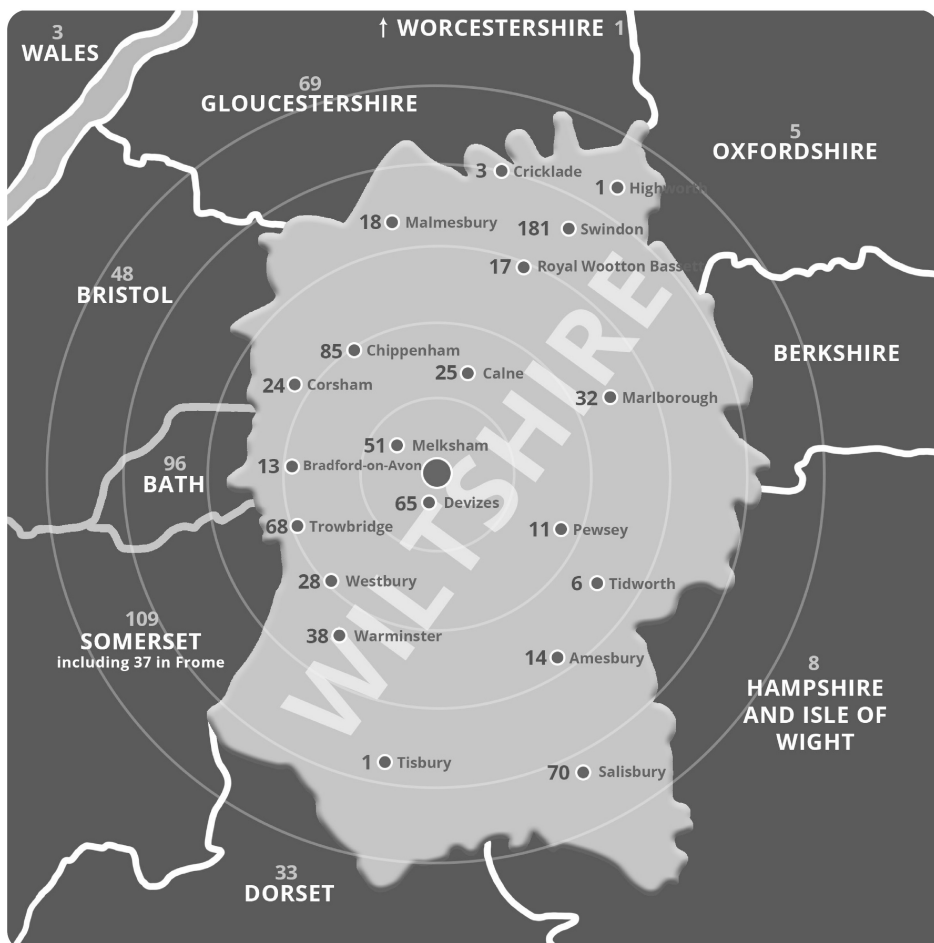 ↑ WORCESTERSHIRE 1
3
WALES
69
GLOUCESTERSHIRE
5
OXFORDSHIRE
3 Cricklade
1 Highworth
18 Malmesbury
181 Swindon
17 Royal Wootton Bassett
48
BRISTOL
BERKSHIRE
85 Chippenham
25 Calne
24 Corsham
32 Marlborough
WILTSHIRE
51 Melksham
13 Bradford-on-Avon
96
BATH
65 Devizes
68 Trowbridge
11 Pewsey
28 Westbury
6 Tidworth
109
SOMERSET
including 37 in Frome
38 Warminster
14 Amesbury
8
HAMPSHIRE
AND ISLE OF
WIGHT
1 Tisbury
70 Salisbury
33
DORSET